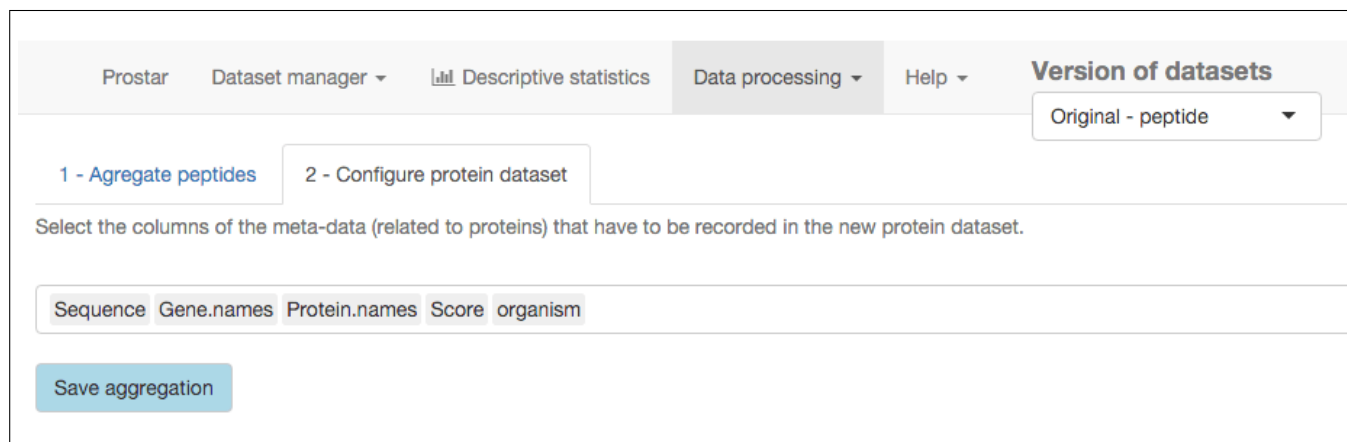 Prostar Dataset manager Descriptive statistics Data processing Help Version of datasets
Original - peptide
1 - Agregate peptides 2 - Configure protein dataset
Select the columns of the meta-data (related to proteins) that have to be recorded in the new protein dataset.
Sequence Gene.names Protein.names Score organism
Save aggregation